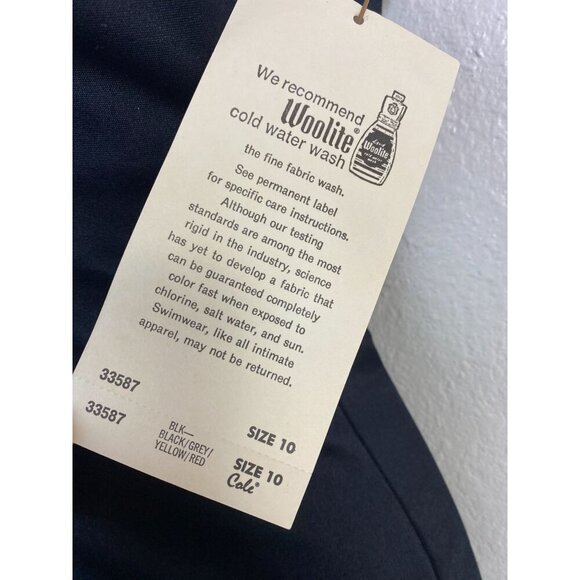 We recommend
Woolite®
cold water wash
Woolite
the fine fabric wash.
See permanent label
for specific care instructions.
Although our testing
standards are among the most
rigid in the industry, science
has yet to develop a fabric that
can be guaranteed completely
color fast when exposed to
chlorine, salt water, and sun.
Swimwear, like all intimate
apparel, may not be returned.
33587
SIZE 10
33587
BLK—
BLACK/GREY/
YELLOW/RED
SIZE 10
Cole®